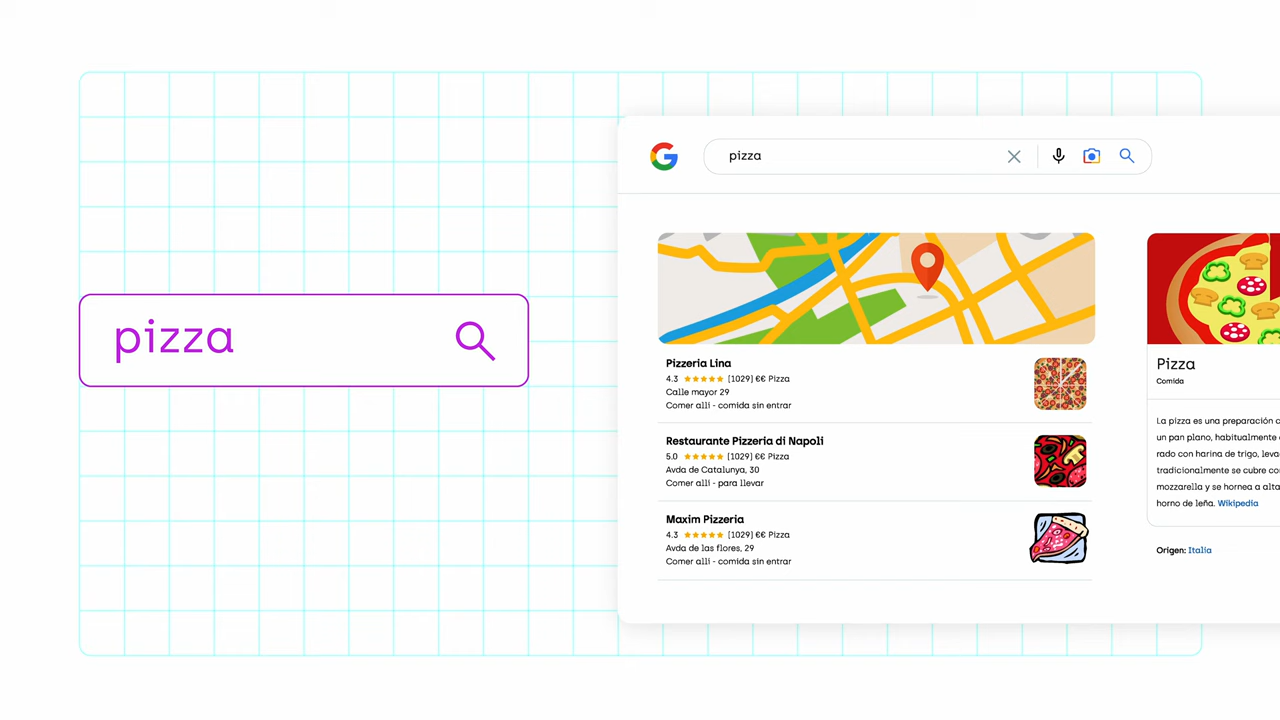 pizza
pizza
Pizzeria Lina
4.3 ★★★★★ [1029] €€ Pizza
Calle mayor 29
Comer allí - comida sin entrar
Restaurante Pizzeria di Napoli
5.0 ★★★★★ [1029] €€ Pizza
Avda de Catalunya, 30
Comer allí - para llevar
Maxim Pizzeria
4.3 ★★★★★ [1029] €€ Pizza
Avda de las flores, 29
Comer allí - comida sin entrar
Pizza
Comida
La pizza es una preparación
un pan plano, habitualmente
rado con harina de trigo, leva
tradicionalmente se cubre co
mozzarella y se hornea a alta
horno de leña. Wikipedia
Origen: Italia